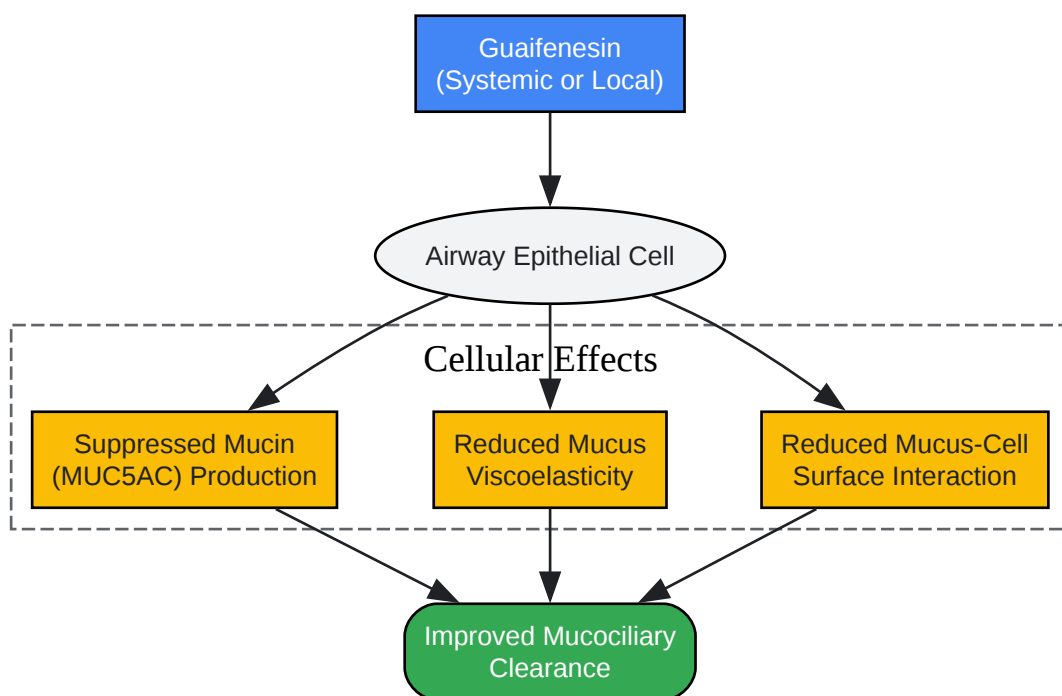 Guaifenesin
(Systemic or Local)
Airway Epithelial Cell
Cellular Effects
Suppressed Mucin
(MUC5AC) Production
Reduced Mucus
Viscoelasticity
Reduced Mucus-Cell
Surface Interaction
Improved Mucociliary
Clearance